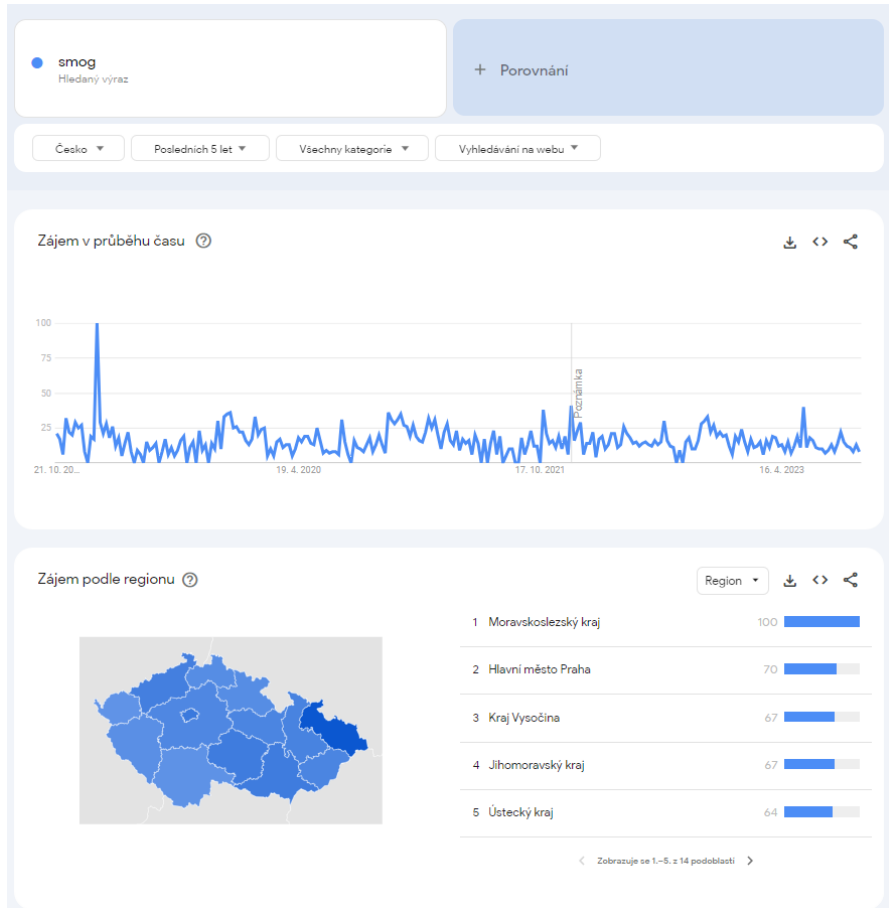 smog
Hledaný výraz
+ Porovnání
Česko
Posledních 5 let
Všechny kategorie
Vyhledávání na webu
Zájem v průběhu času
100
75
50
25
Poznámka
21. 10. 20...
19. 4. 2020
17. 10. 2021
16. 4. 2023
Zájem podle regionu
Region
1 Moravskoslezský kraj 100
2 Hlavní město Praha 70
3 Kraj Vysočina 67
4 Jihomoravský kraj 67
5 Ústecký kraj 64
Zobrazuje se 1.–5. z 14 podoblastí